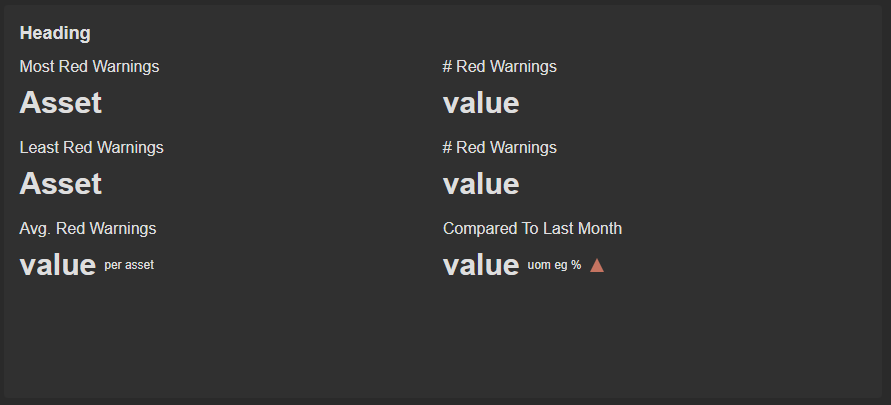 Heading
Most Red Warnings # Red Warnings
Asset value
Least Red Warnings # Red Warnings
Asset value
Avg. Red Warnings Compared To Last Month
value per asset value uom eg %